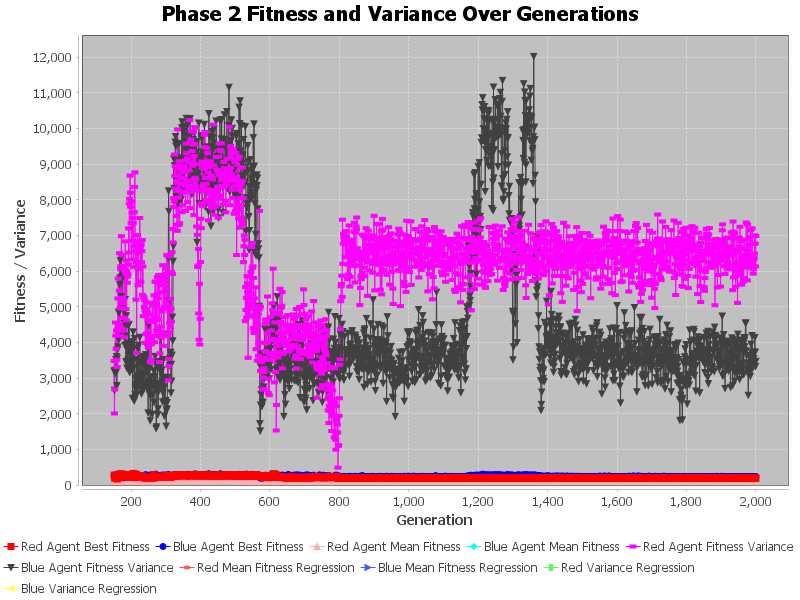 Phase 2 Fitness and Variance Over Generations
12,000
11,000
10,000
9,000
8,000
7,000
6,000
5,000
4,000
3,000
2,000
1,000
0
Fitness / Variance
200 400 600 800 1,000 1,200 1,400 1,600 1,800 2,000
Generation
Red Agent Best Fitness Blue Agent Best Fitness Red Agent Mean Fitness Blue Agent Mean Fitness Red Agent Fitness Variance
Blue Agent Fitness Variance Red Mean Fitness Regression Blue Mean Fitness Regression Red Variance Regression
Blue Variance Regression